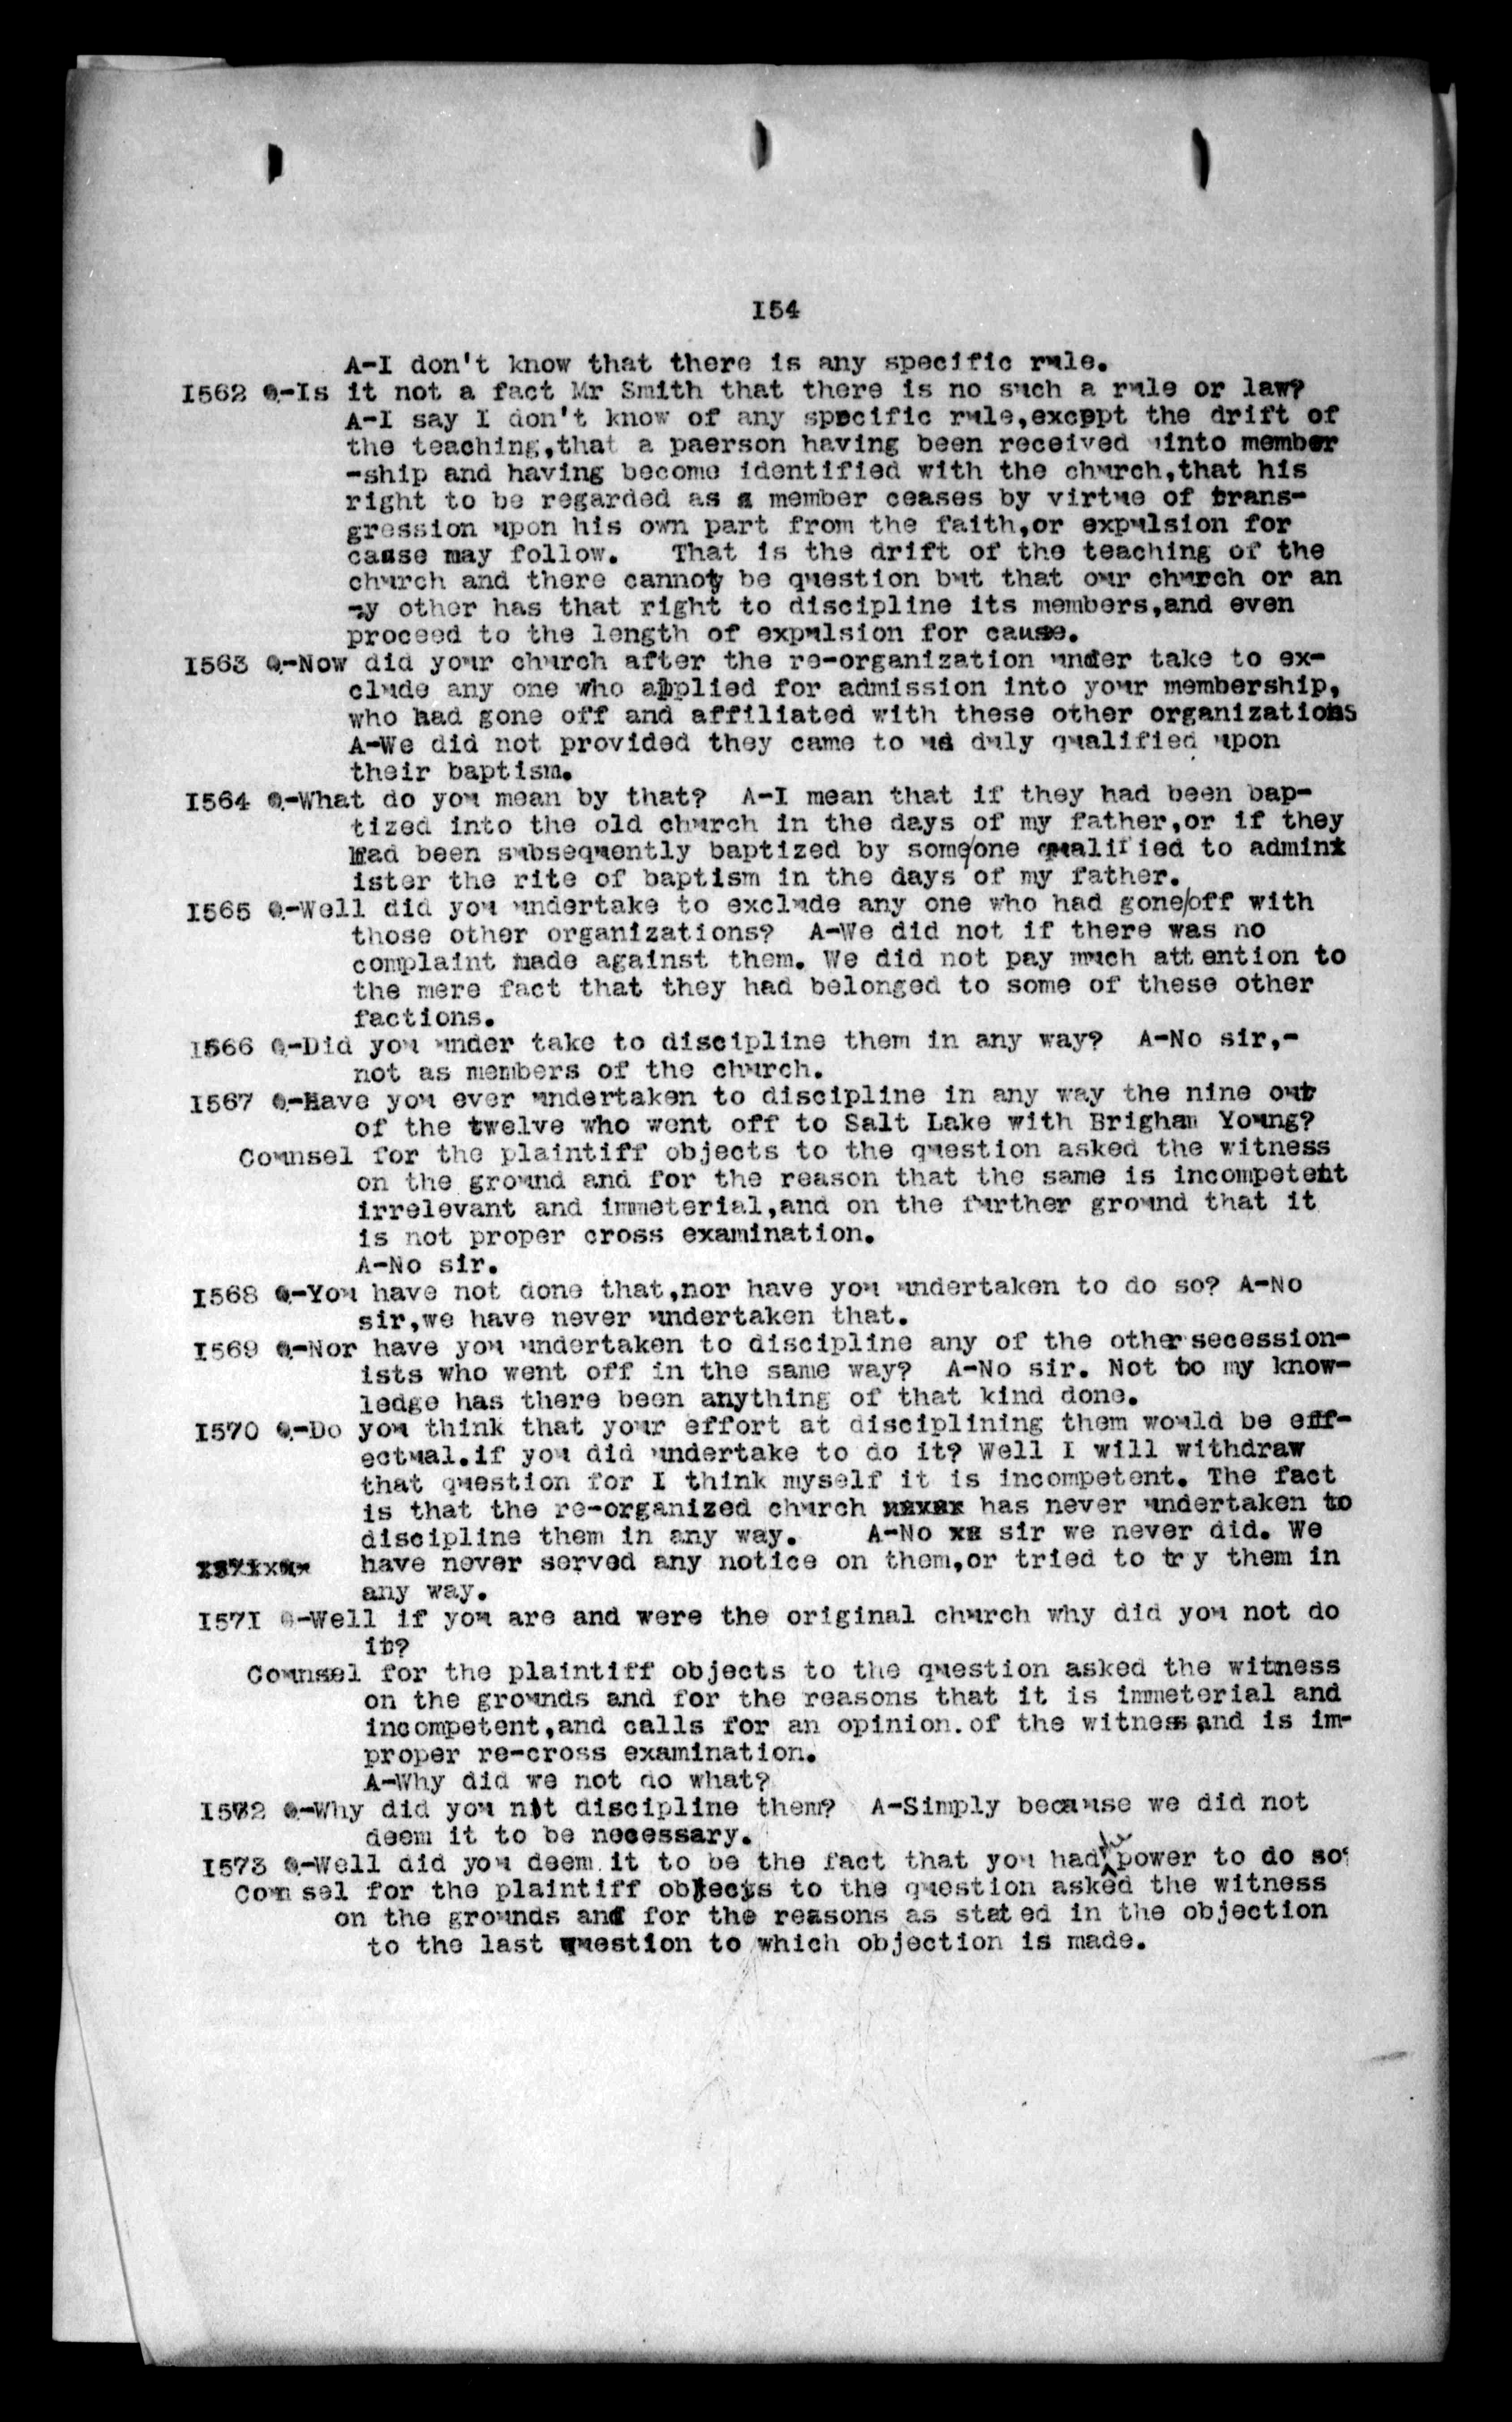 154
A-I don't know that there is any specific rule.
1562 Q-Is it not a fact Mr Smith that there is no such a rule or law?
A-I say I don't know of any specific rule,except the drift of
the teaching,that a paerson having been received into member
-ship and having become identified with the church,that his
right to be regarded as a member ceases by virtue of trans-
gression upon his own part from the faith,or expulsion for
cause may follow. That is the drift of the teaching of the
church and there cannoty be question but that our church or an
-y other has that right to discipline its members,and even
proceed to the length of expulsion for cause.
1563 Q-Now did your church after the re-organization under take to ex-
clude any one who applied for admission into your membership,
who had gone off and affiliated with these other organizations
A-We did not provided they came to us duly qualified upon
their baptism.
1564 Q-What do you mean by that? A-I mean that if they had been bap-
tized into the old church in the days of my father,or if they
had been subsequently baptized by some/one qualified to admini
ister the rite of baptism in the days of my father.
1565 Q-Well did you undertake to exclude any one who had gone/off with
those other organizations? A-We did not if there was no
complaint made against them. We did not pay much attention to
the mere fact that they had belonged to some of these other
factions.
1566 Q-Did you under take to discipline them in any way? A-No sir,-
not as members of the church.
1567 Q-Have you ever undertaken to discipline in any way the nine out
of the twelve who went off to Salt Lake with Brigham Young?
Counsel for the plaintiff objects to the question asked the witness
on the ground and for the reason that the same is incompetent
irrelevant and immeterial,and on the further ground that it
is not proper cross examination.
A-No sir.
1568 Q-You have not done that,nor have you undertaken to do so? A-No
sir,we have never undertaken that.
1569 Q-Nor have you undertaken to discipline any of the other secession-
ists who went off in the same way? A-No sir. Not to my know-
ledge has there been anything of that kind done.
1570 Q-Do you think that your effort at disciplining them would be eff-
ectual.if you did undertake to do it? Well I will withdraw
that question for I think myself it is incompetent. The fact
is that the re-organized church has never undertaken to
discipline them in any way. A-No xx sir we never did. We
have never served any notice on them,or tried to try them in
any way.
1571 Q-Well if you are and were the original church why did you not do
it?
Counsel for the plaintiff objects to the question asked the witness
on the grounds and for the reasons that it is immeterial and
incompetent,and calls for an opinion.of the witness,and is im-
proper re-cross examination.
A-Why did we not do what?
1572 Q-Why did you not discipline them? A-Simply because we did not
deem it to be necessary.
1573 Q-Well did you deem.it to be the fact that you had the power to do so?
Counsel for the plaintiff objects to the question asked the witness
on the grounds and for the reasons as stated in the objection
to the last question to which objection is made.